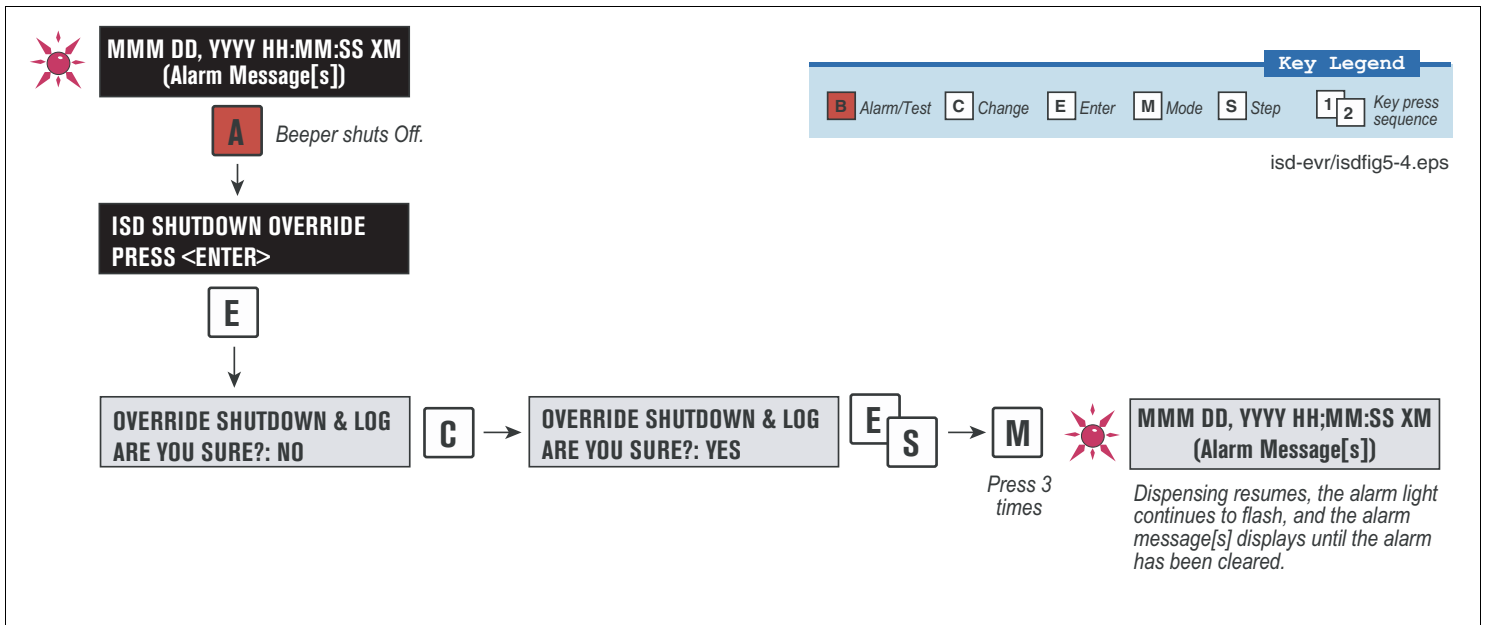 MMM DD, YYYY HH:MM:SS XM
(Alarm Message[s])
A
Beeper shuts Off.
Key Legend
B Alarm/Test C Change E Enter M Mode S Step 1 2 Key press
sequence
isd-evr/isdfig5-4.eps
ISD SHUTDOWN OVERRIDE
PRESS <ENTER>
E
OVERRIDE SHUTDOWN & LOG
ARE YOU SURE?: NO
C
OVERRIDE SHUTDOWN & LOG
ARE YOU SURE?: YES
E
S
M
Press 3
times
MMM DD, YYYY HH;MM:SS XM
(Alarm Message[s])
Dispensing resumes, the alarm light
continues to flash, and the alarm
message[s] displays until the alarm
has been cleared.